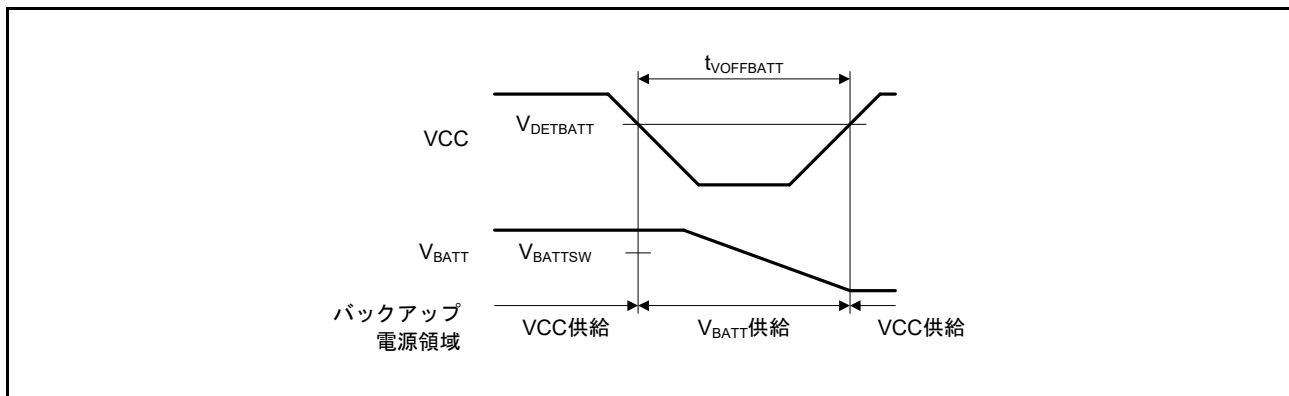 tVOFFBATT
VCC
VDETBATT
VBATT
VBATTSW
バックアップ
電源領域
VCC供給
VBATT供給
VCC供給